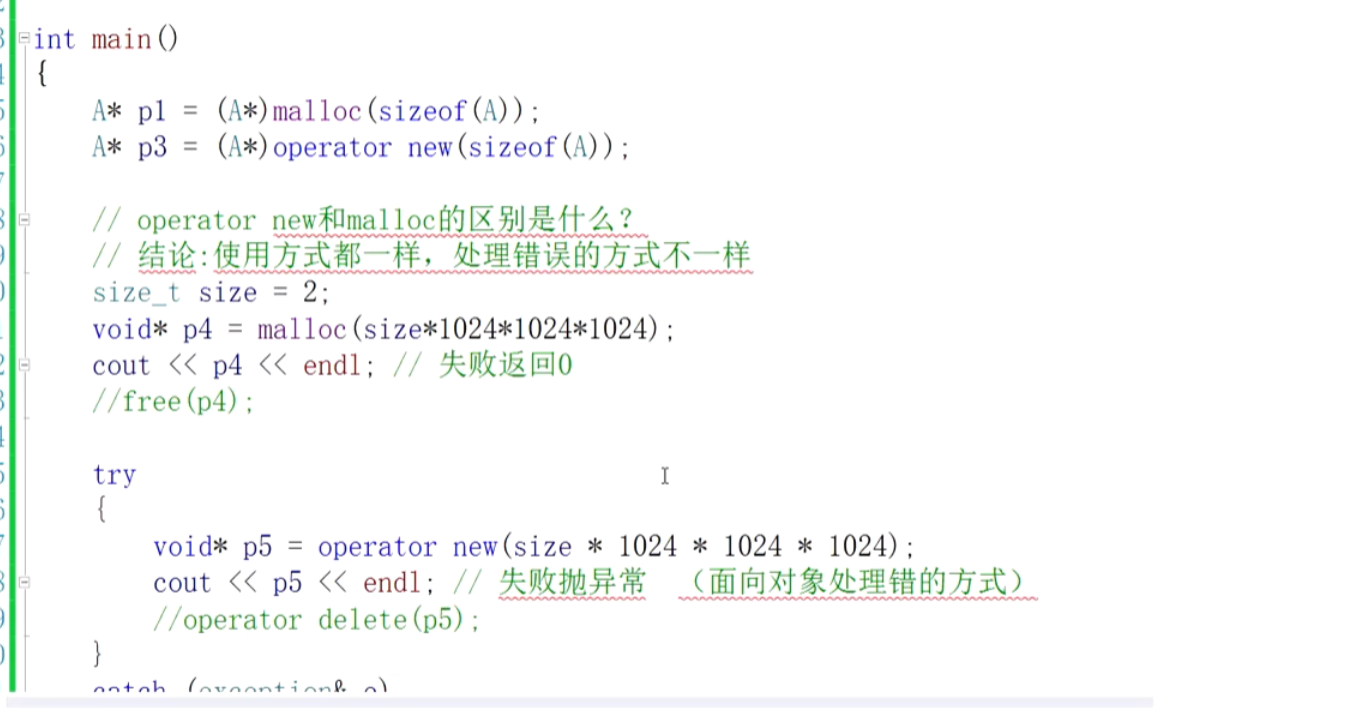 int main()
{
A* p1 = (A*)malloc(sizeof(A));
A* p3 = (A*)operator new(sizeof(A));
// operator new和malloc的区别是什么?
// 结论:使用方式都一样，处理错误的方式不一样
size_t size = 2;
void* p4 = malloc(size*1024*1024*1024);
cout << p4 << endl; // 失败返回0
//free(p4);
try
{
void* p5 = operator new(size * 1024 * 1024 * 1024);
cout << p5 << endl; // 失败抛异常 （面向对象处理错的方式）
//operator delete(p5);
}
catch (exception& e)